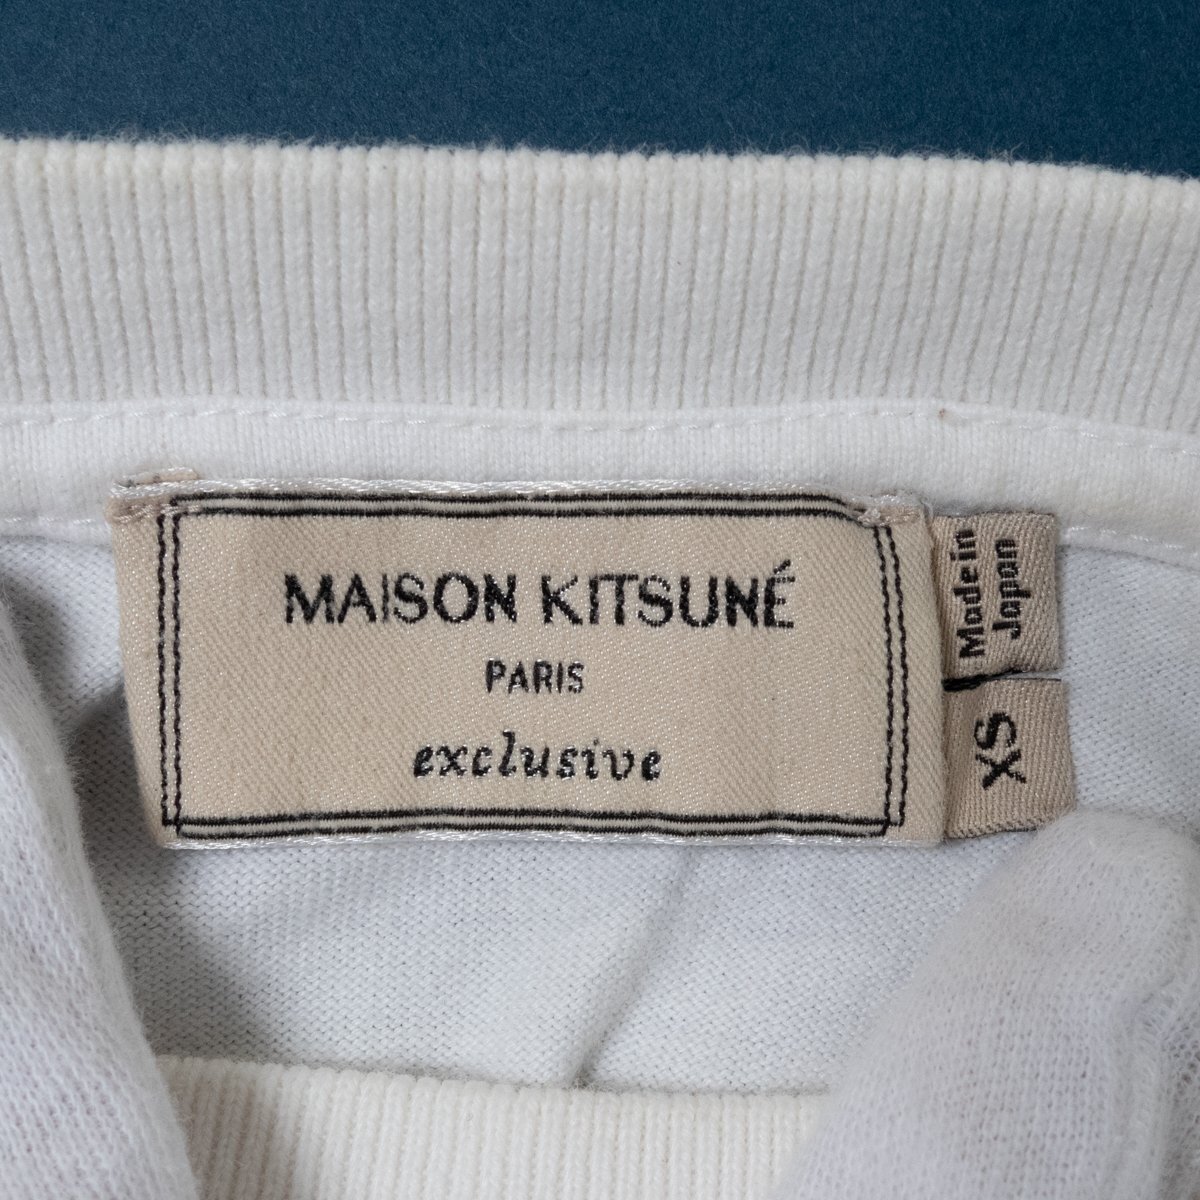 MAISON KITSUNÉ
PARIS
exclusive
Made in
Japan
XS